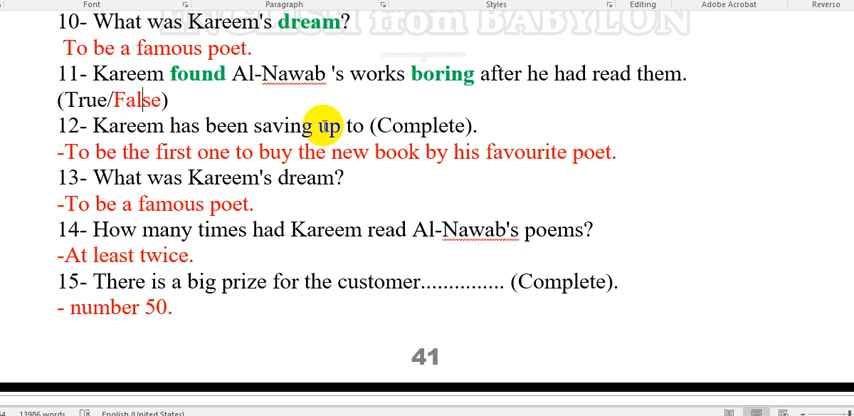 Font Paragraph Styles Editing Adobe Acrobat Reverso
ENGLISH from BABYLON
10- What was Kareem's dream?
To be a famous poet.
11- Kareem found Al-Nawab 's works boring after he had read them.
(True/False)
12- Kareem has been saving up to (Complete).
-To be the first one to buy the new book by his favourite poet.
13- What was Kareem's dream?
-To be a famous poet.
14- How many times had Kareem read Al-Nawab's poems?
-At least twice.
15- There is a big prize for the customer............... (Complete).
- number 50.
41
13986 words English (United States)